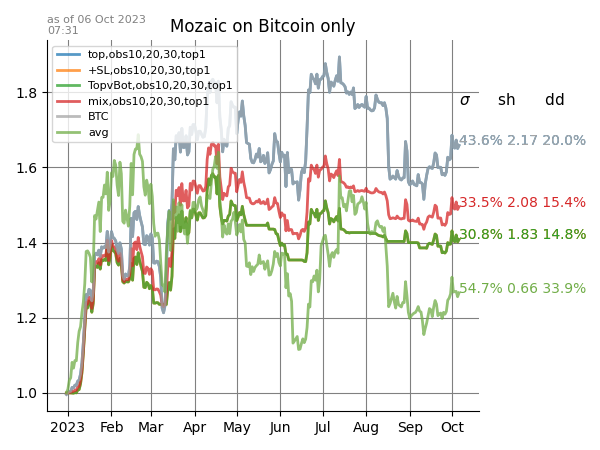 as of 06 Oct 2023
07:31
Mozaic on Bitcoin only
top,obs10,20,30,top1
+SL,obs10,20,30,top1
TopvBot,obs10,20,30,top1
mix,obs10,20,30,top1
BTC
avg
σ sh dd
43.6% 2.17 20.0%
33.5% 2.08 15.4%
30.8% 1.83 14.8%
54.7% 0.66 33.9%
1.8
1.6
1.4
1.2
1.0
2023 Feb Mar Apr May Jun Jul Aug Sep Oct